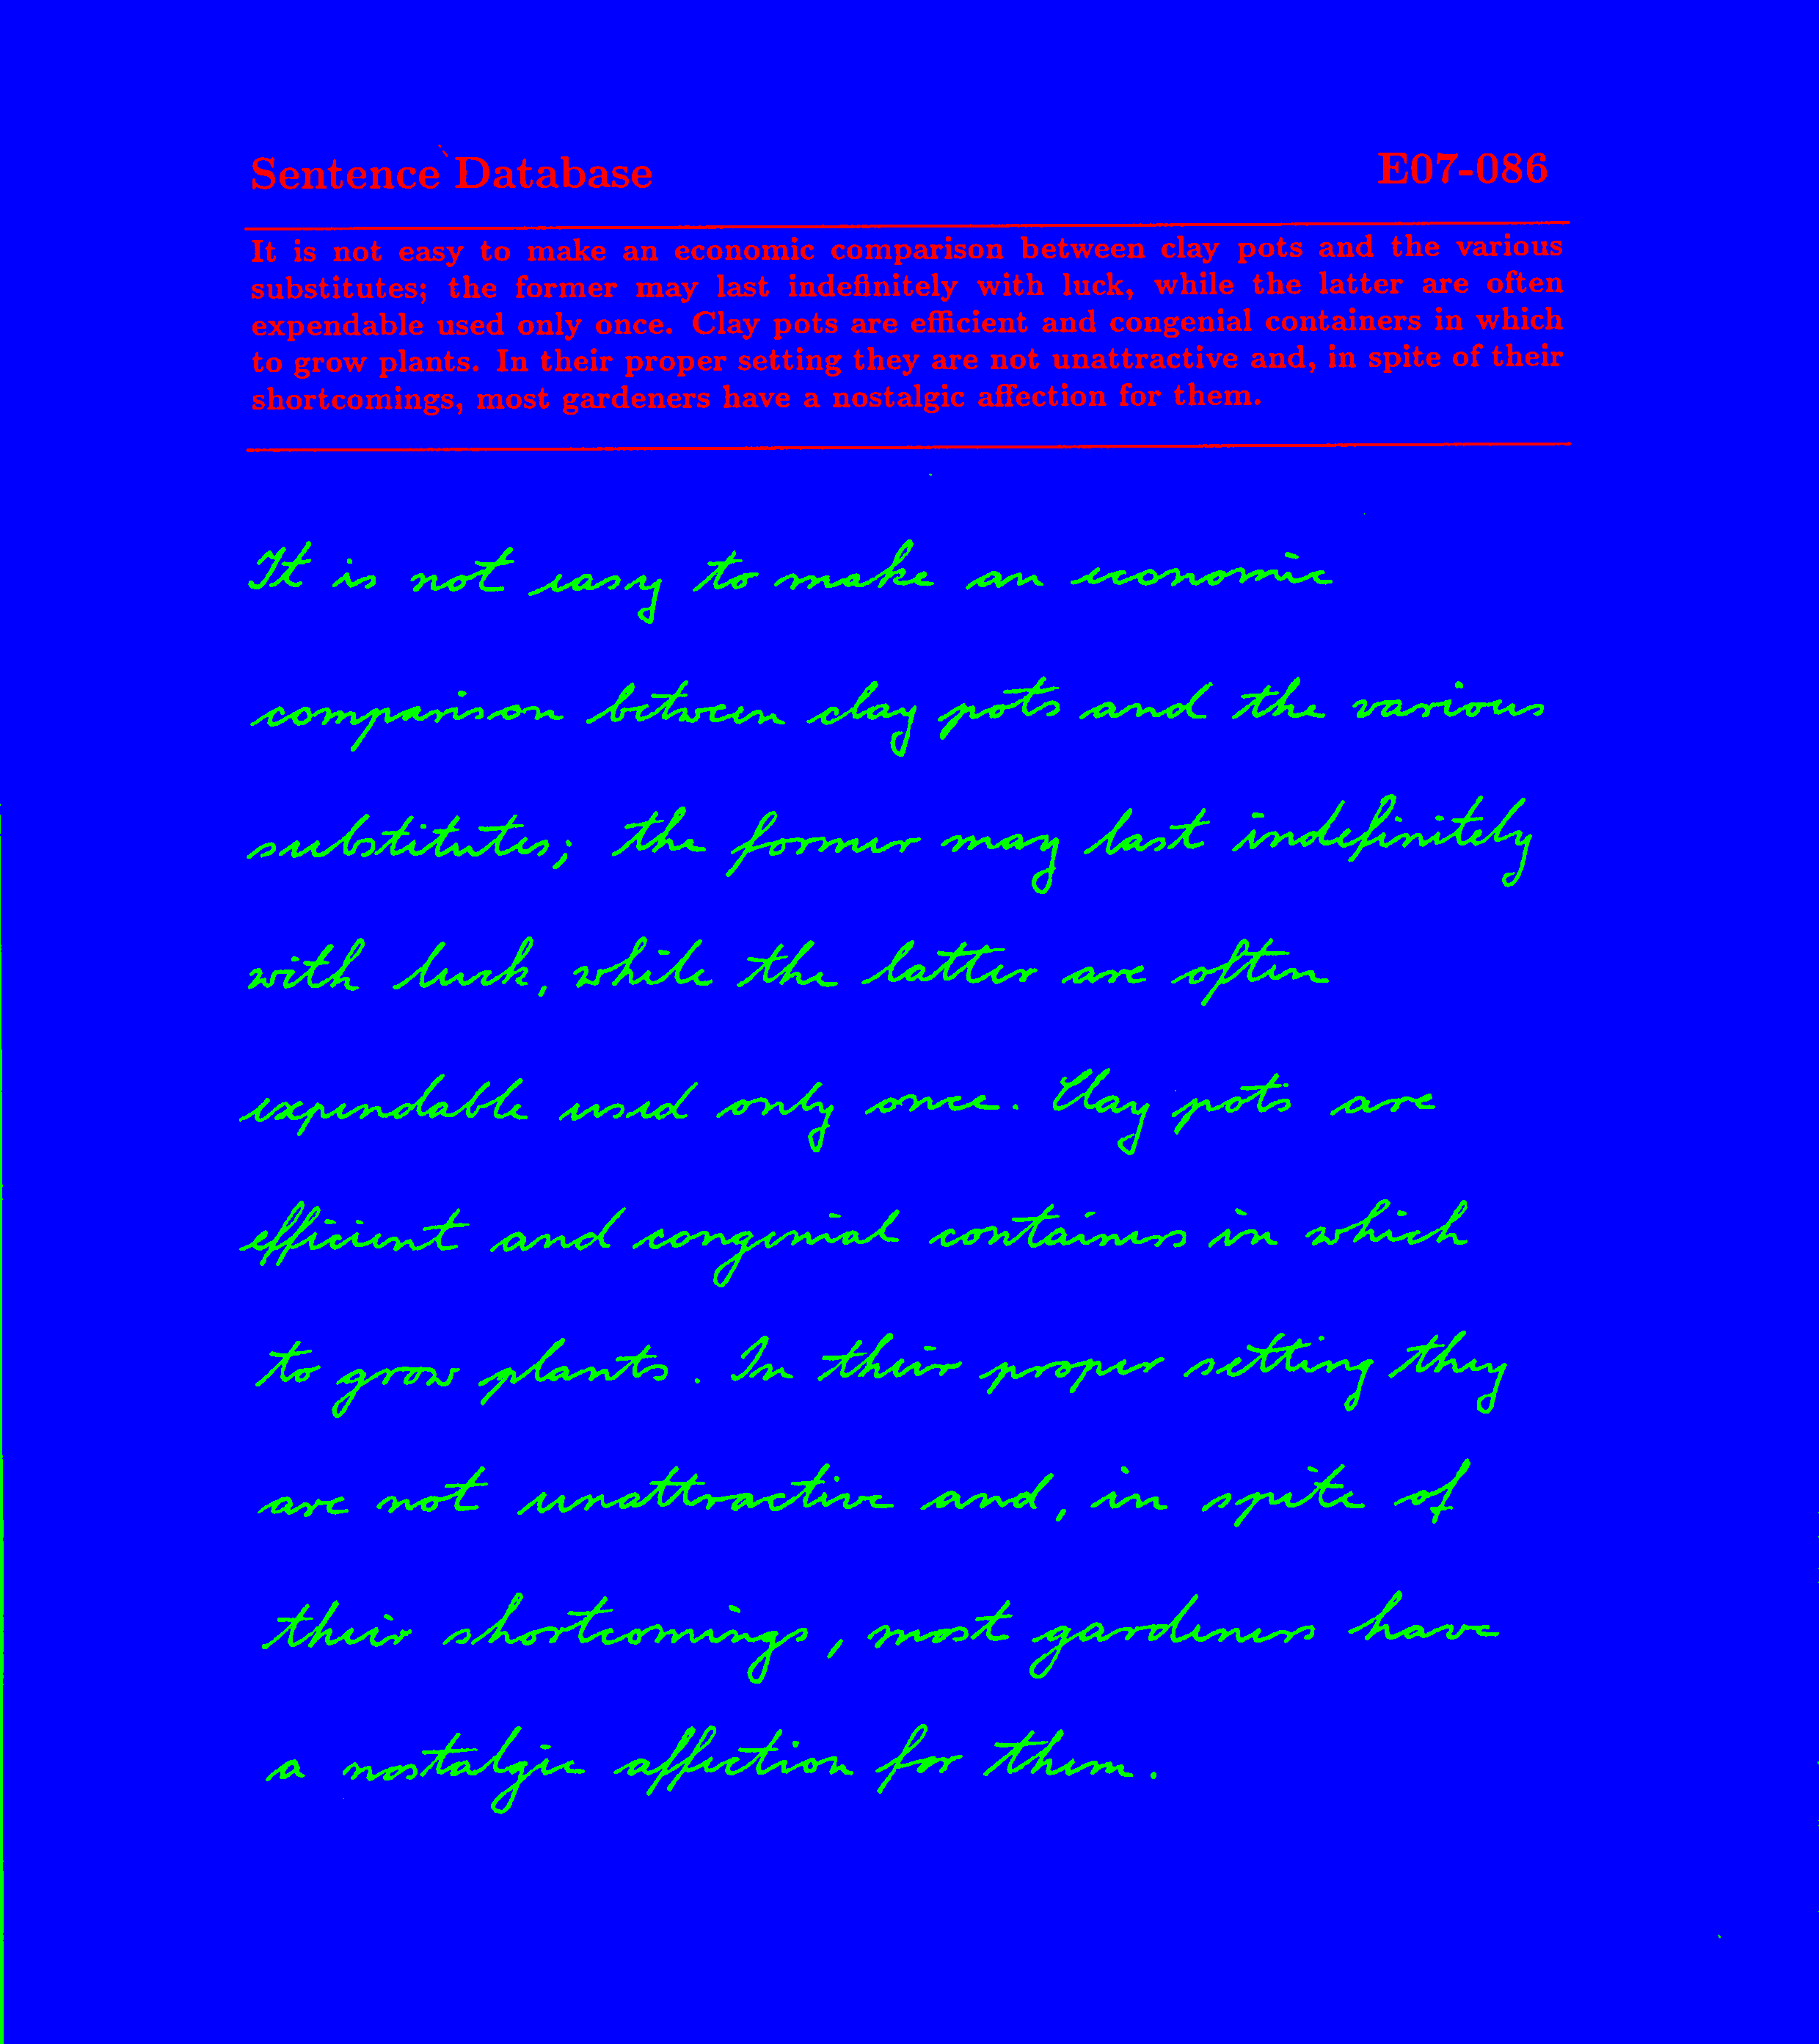 Sentence Database E07-086
It is not easy to make an economic comparison between clay pots and the various
substitutes; the former may last indefinitely with luck, while the latter are often
expendable used only once. Clay pots are efficient and congenial containers in which
to grow plants. In their proper setting they are not unattractive and, in spite of their
shortcomings, most gardeners have a nostalgic affection for them.
It is not easy to make an economic
comparison between clay pots and the various
substitutes; the former may last indefinitely
with luck, while the latter are often
expendable used only once. Clay pots are
efficient and congenial containers in which
to grow plants. In their proper setting they
are not unattractive and, in spite of
their shortcomings, most gardeners have
a nostalgic affection for them.